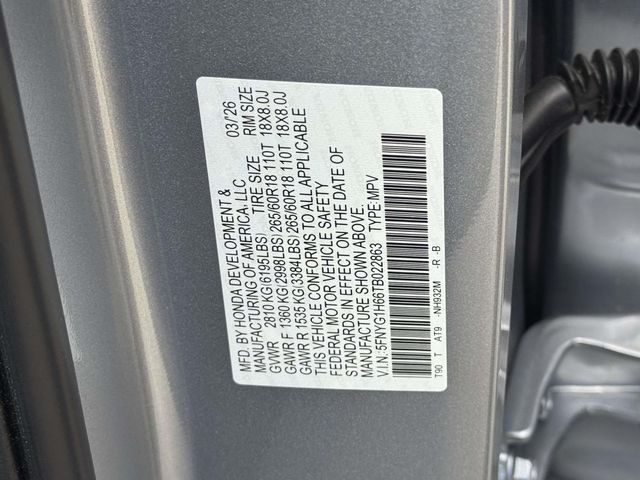 MFD. BY HONDA DEVELOPMENT & 03/'26
MANUFACTURING OF AMERICA, LLC
TIRE SIZE RIM SIZE
GVWR 2810 KG(6195LBS)
GAWR F 1360 KG(2998LBS) 265/60R18 110T 18X8.0J
GAWR R 1535 KG(3384LBS) 265/60R18 110T 18X8.0J
THIS VEHICLE CONFORMS TO ALL APPLICABLE
FEDERAL MOTOR VEHICLE SAFETY
STANDARDS IN EFFECT ON THE DATE OF
MANUFACTURE SHOWN ABOVE.
V.I.N.:5FNYG1H66TB022863 TYPE:MPV
T90 T AT9 -NH932M -R -B